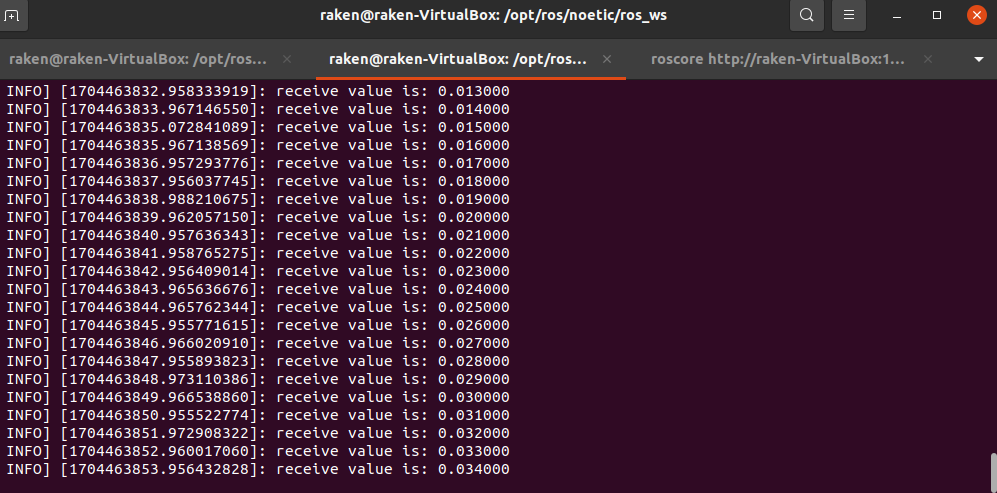 raken@raken-VirtualBox: /opt/ros/noetic/ros_ws
raken@raken-VirtualBox: /opt/ros... raken@raken-VirtualBox: /opt/ros... roscore http://raken-VirtualBox:1...
INFO] [1704463832.958333919]: receive value is: 0.013000
INFO] [1704463833.967146550]: receive value is: 0.014000
INFO] [1704463835.072841089]: receive value is: 0.015000
INFO] [1704463835.967138569]: receive value is: 0.016000
INFO] [1704463836.957293776]: receive value is: 0.017000
INFO] [1704463837.956037745]: receive value is: 0.018000
INFO] [1704463838.988210675]: receive value is: 0.019000
INFO] [1704463839.962057150]: receive value is: 0.020000
INFO] [1704463840.957636343]: receive value is: 0.021000
INFO] [1704463841.958765275]: receive value is: 0.022000
INFO] [1704463842.956409014]: receive value is: 0.023000
INFO] [1704463843.965636676]: receive value is: 0.024000
INFO] [1704463844.965762344]: receive value is: 0.025000
INFO] [1704463845.955771615]: receive value is: 0.026000
INFO] [1704463846.966020910]: receive value is: 0.027000
INFO] [1704463847.955893823]: receive value is: 0.028000
INFO] [1704463848.973110386]: receive value is: 0.029000
INFO] [1704463849.966538860]: receive value is: 0.030000
INFO] [1704463850.955522774]: receive value is: 0.031000
INFO] [1704463851.972908322]: receive value is: 0.032000
INFO] [1704463852.960017060]: receive value is: 0.033000
INFO] [1704463853.956432828]: receive value is: 0.034000